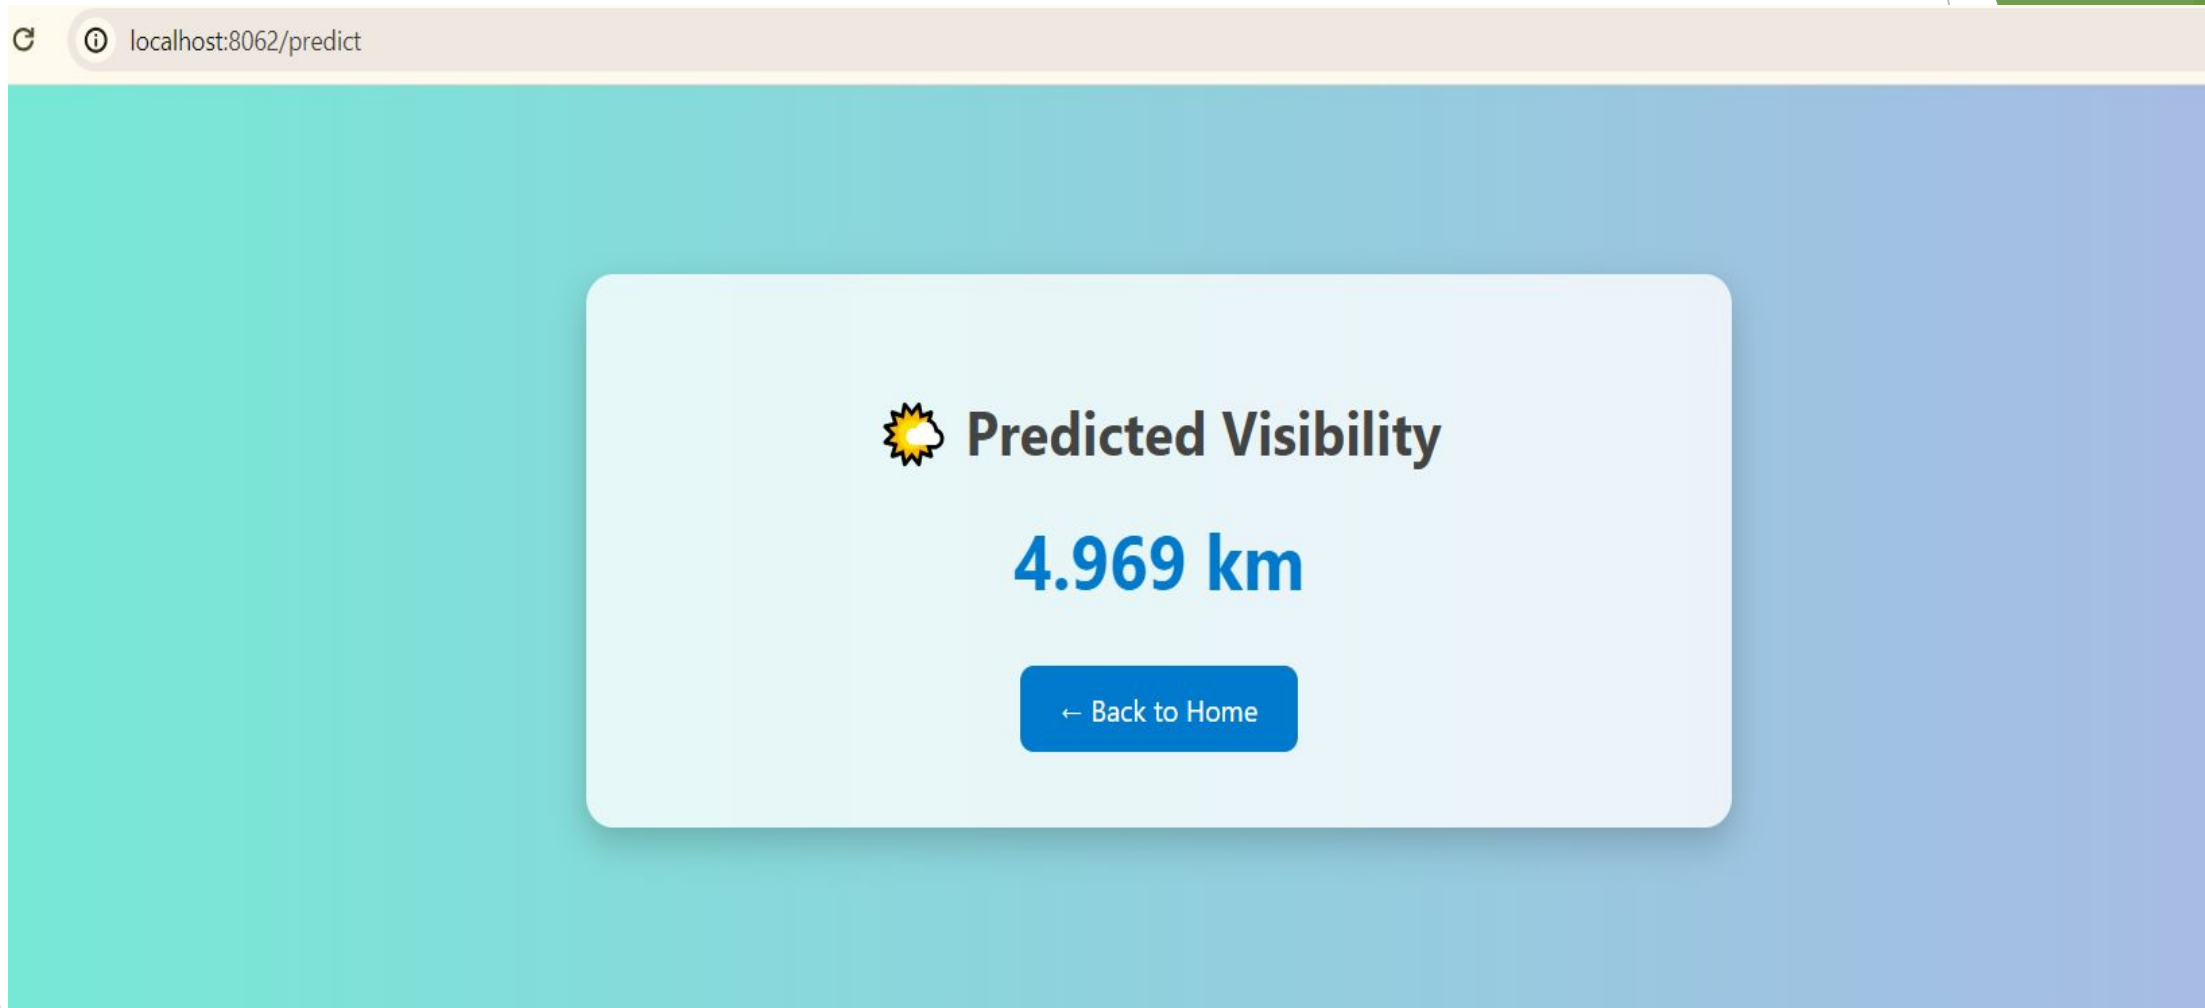 localhost:8062/predict
Predicted Visibility
4.969 km
← Back to Home